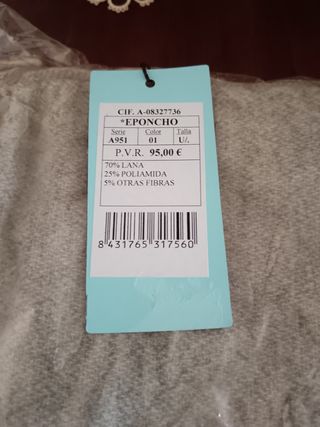 CIF. A-08327736
*EPONCHO
Serie Color Talla
A951 01 U/.
P.V.R. 95,00 €
70% LANA
25% POLIAMIDA
5% OTRAS FIBRAS
8 431765 317560